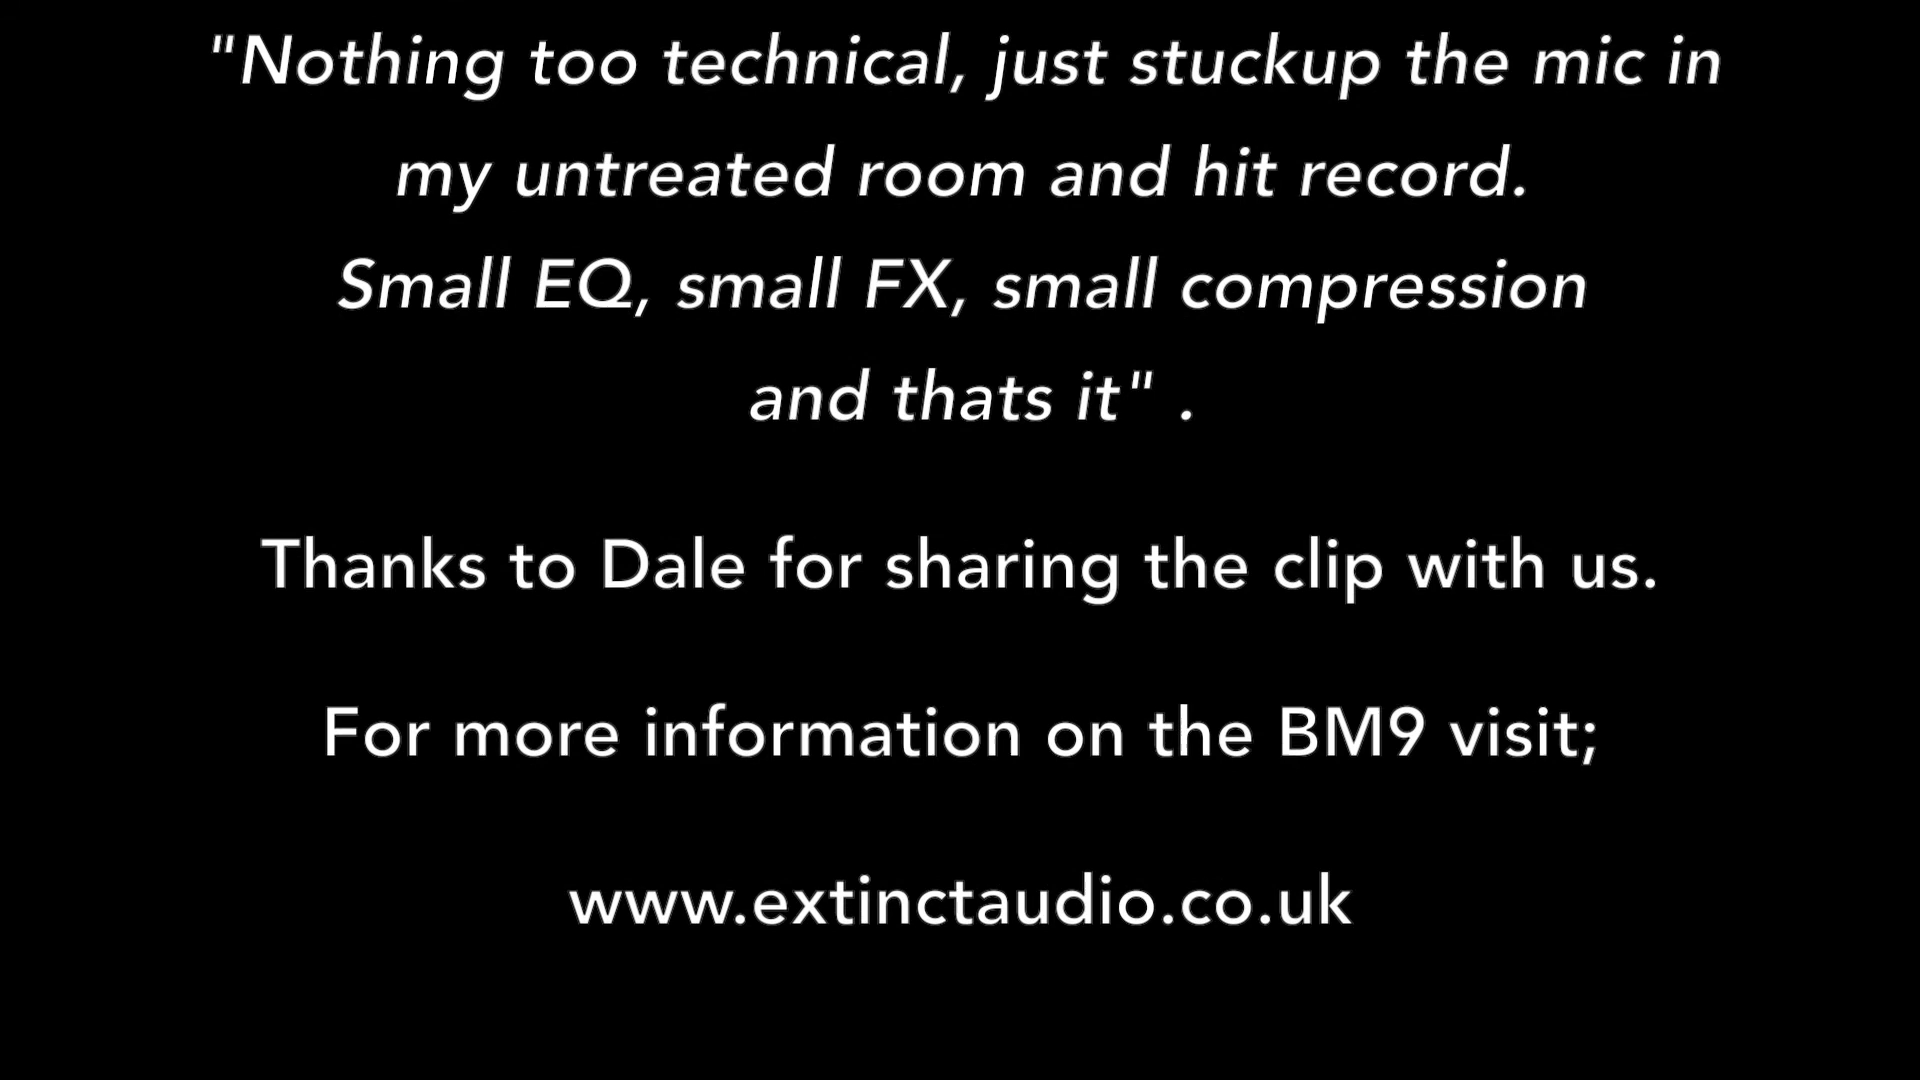 "Nothing too technical, just stuckup the mic in
my untreated room and hit record.
Small EQ, small FX, small compression
and thats it" .
Thanks to Dale for sharing the clip with us.
For more information on the BM9 visit;
www.extinctaudio.co.uk